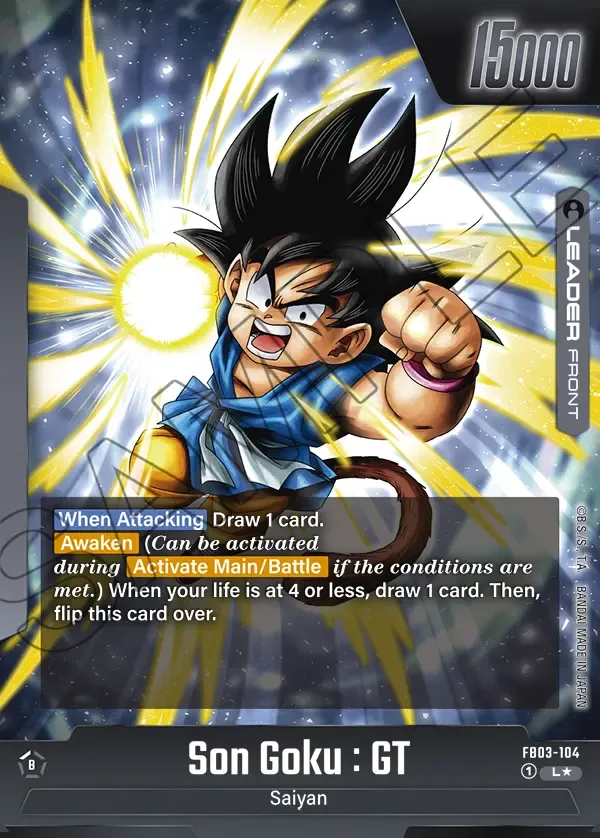 15000
LEADER FRONT
When Attacking Draw 1 card.
Awaken (Can be activated
during Activate Main/Battle if the conditions are
met.) When your life is at 4 or less, draw 1 card. Then,
flip this card over.
©B.S./S., T.A. BANDAI MADE IN JAPAN
SAMPLE
B
Son Goku : GT
FB03-104
1 L★
Saiyan